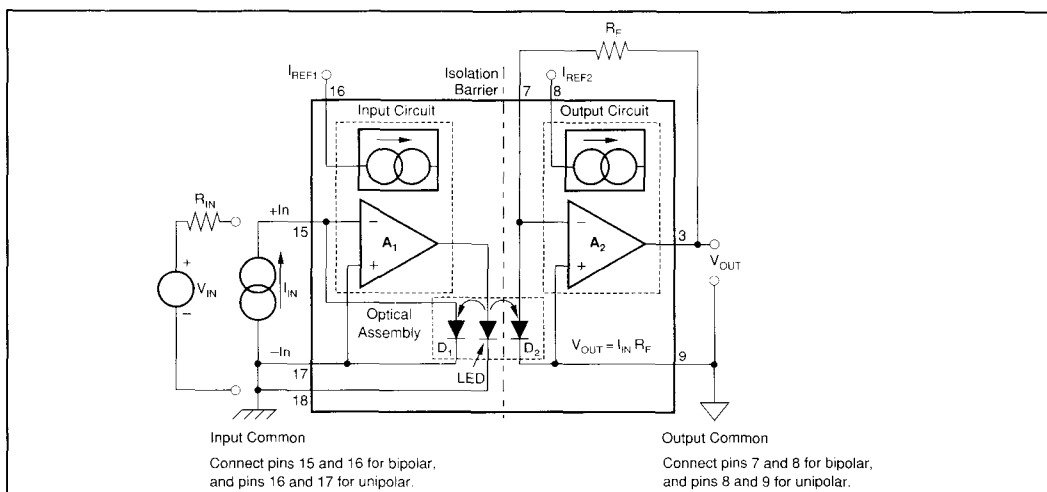 R_F
I_REF1
Isolation
Barrier
I_REF2
16
7
8
Input Circuit
Output Circuit
R_IN
+In
15
−
A_1
+
−
A_2
+
3
V_OUT
+
V_IN
−
I_IN
Optical
Assembly
D_1
D_2
LED
V_OUT = I_IN R_F
−In
17
18
9
Input Common
Connect pins 15 and 16 for bipolar,
and pins 16 and 17 for unipolar.
Output Common
Connect pins 7 and 8 for bipolar,
and pins 8 and 9 for unipolar.